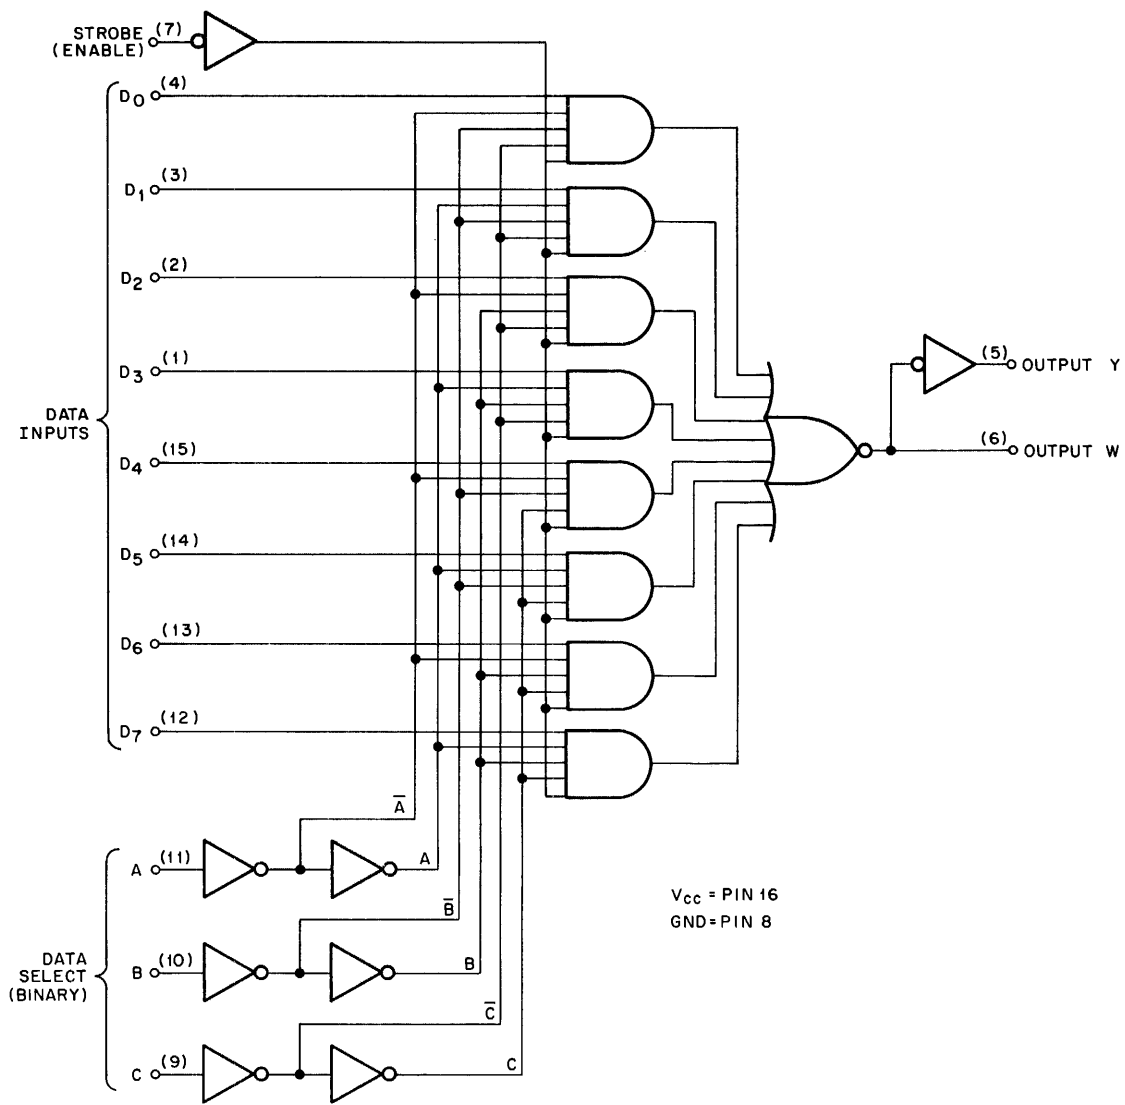 STROBE (7)
(ENABLE)
D0 (4)
D1 (3)
D2 (2)
D3 (1)
DATA
INPUTS
D4 (15)
D5 (14)
D6 (13)
D7 (12)
(5) OUTPUT Y
(6) OUTPUT W
A̅
A (11)
A
B̅
VCC = PIN 16
GND=PIN 8
DATA
SELECT
(BINARY)
B (10)
B
C̅
C (9)
C